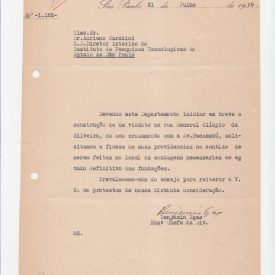 São Paulo, 21 de Julho de 1939
Nº -1.103-
Ilmo.Sr.
Dr.Adriano Marchini
M.D.Diretor Interino do
Instituto de Pesquisas Tecnologicas do
Estado de São Paulo
Devendo este Departamento iniciar em breve a
construção de um viaduto na rua General Olimpio da
Silveira, no seu cruzamento com a Av.Pacaembú, soli-
citamos a fineza de suas providencias no sentido de
serem feitas no local as sondagens necessarias ao es
tudo definitivo das fundações.
Prevalecemo-nos do ensejo para reiterar a V.
S. os protestos de nossa distinta consideração.
Benjamin Egas
Engº Chefe da Div.